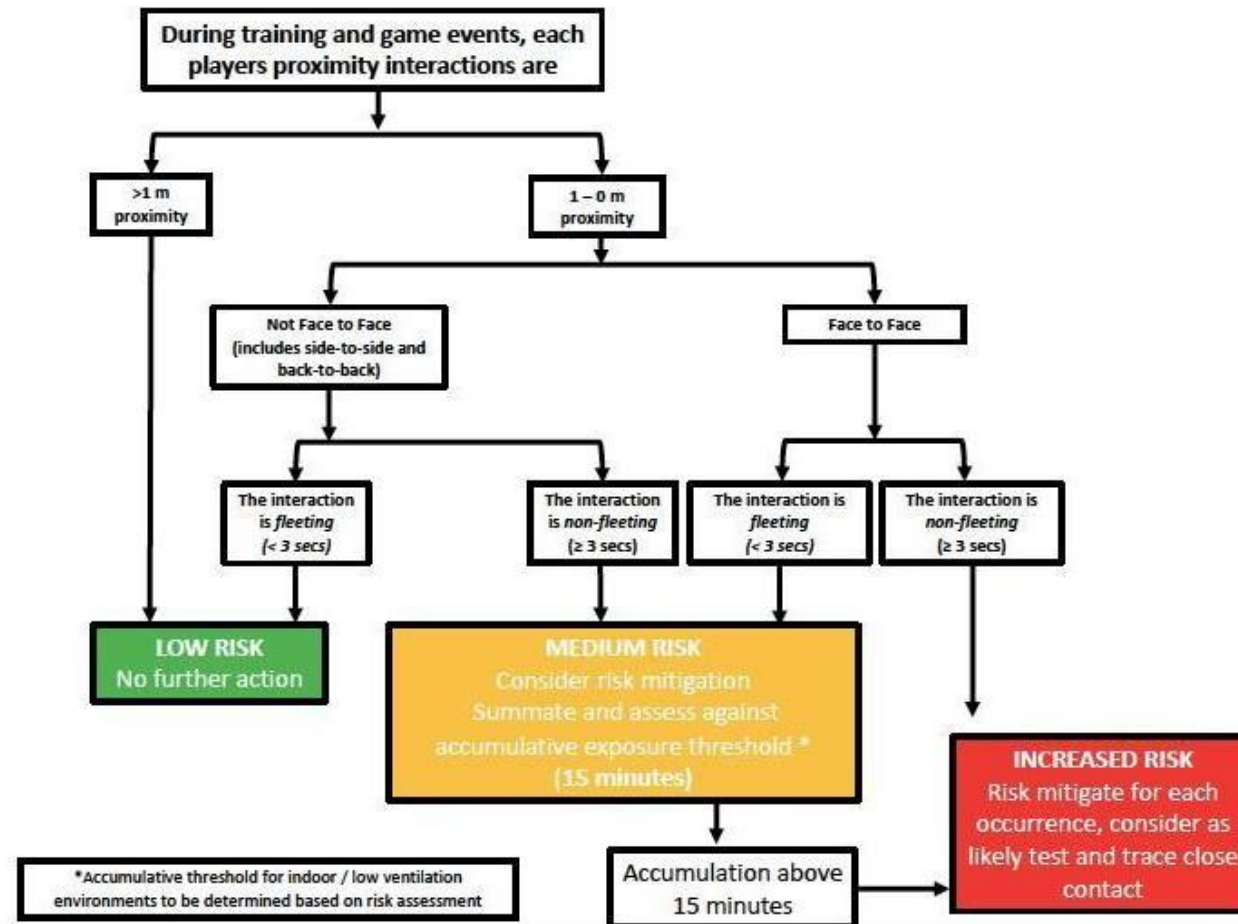 During training and game events, each
players proximity interactions are
>1 m
proximity
1 – 0 m
proximity
Not Face to Face
(includes side-to-side and
back-to-back)
Face to Face
The interaction
is fleeting
(< 3 secs)
The interaction
is non-fleeting
(≥ 3 secs)
The interaction is
fleeting
(< 3 secs)
The interaction is
non-fleeting
(≥ 3 secs)
LOW RISK
No further action
MEDIUM RISK
Consider risk mitigation
Summate and assess against
accumulative exposure threshold *
(15 minutes)
INCREASED RISK
Risk mitigate for each
occurrence, consider as
likely test and trace close
contact
Accumulation above
15 minutes
*Accumulative threshold for indoor / low ventilation
environments to be determined based on risk assessment